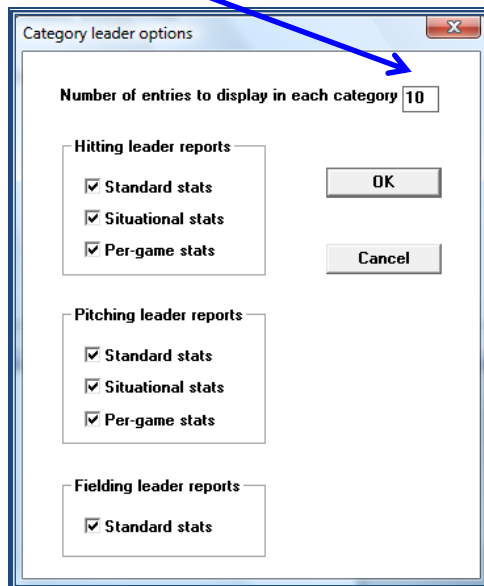 Category leader options
Number of entries to display in each category 10
Hitting leader reports
Standard stats
OK
Situational stats
Per-game stats
Cancel
Pitching leader reports
Standard stats
Situational stats
Per-game stats
Fielding leader reports
Standard stats